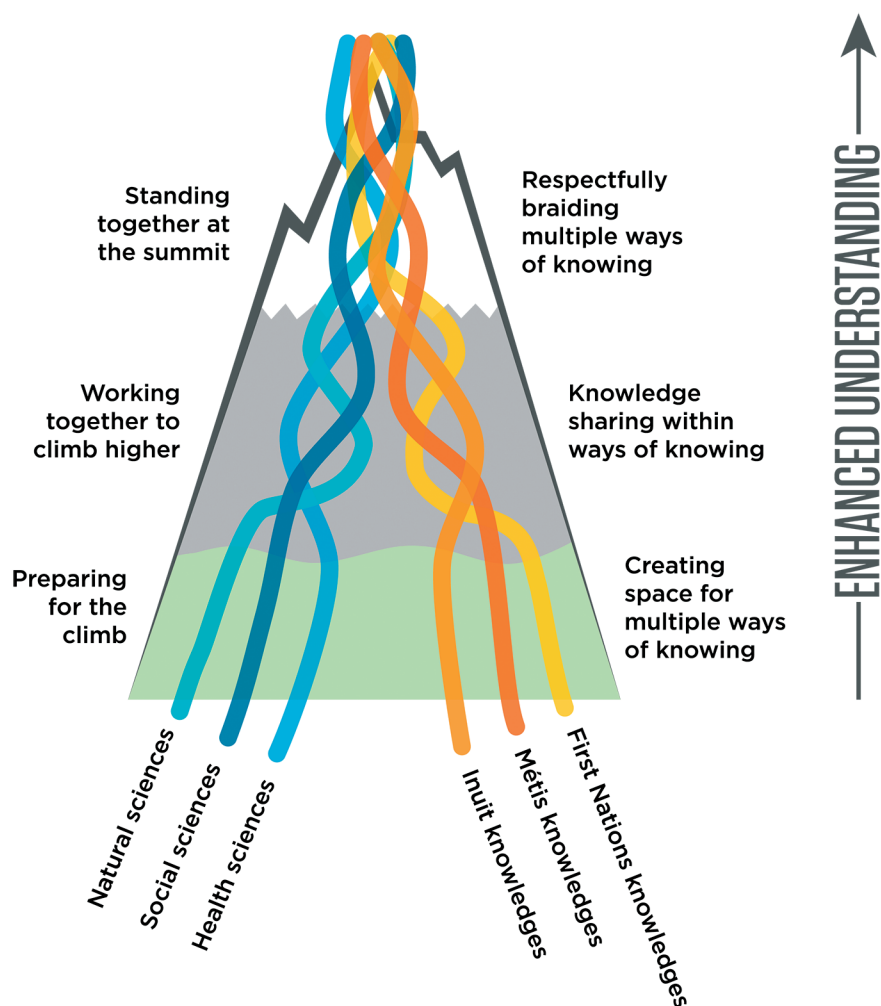 Standing
together at
the summit
Respectfully
braiding
multiple ways
of knowing
Working
together to
climb higher
Knowledge
sharing within
ways of knowing
Preparing
for the
climb
Creating
space for
multiple ways
of knowing
Natural sciences
Social sciences
Health sciences
Inuit knowledges
Métis knowledges
First Nations knowledges
ENHANCED UNDERSTANDING